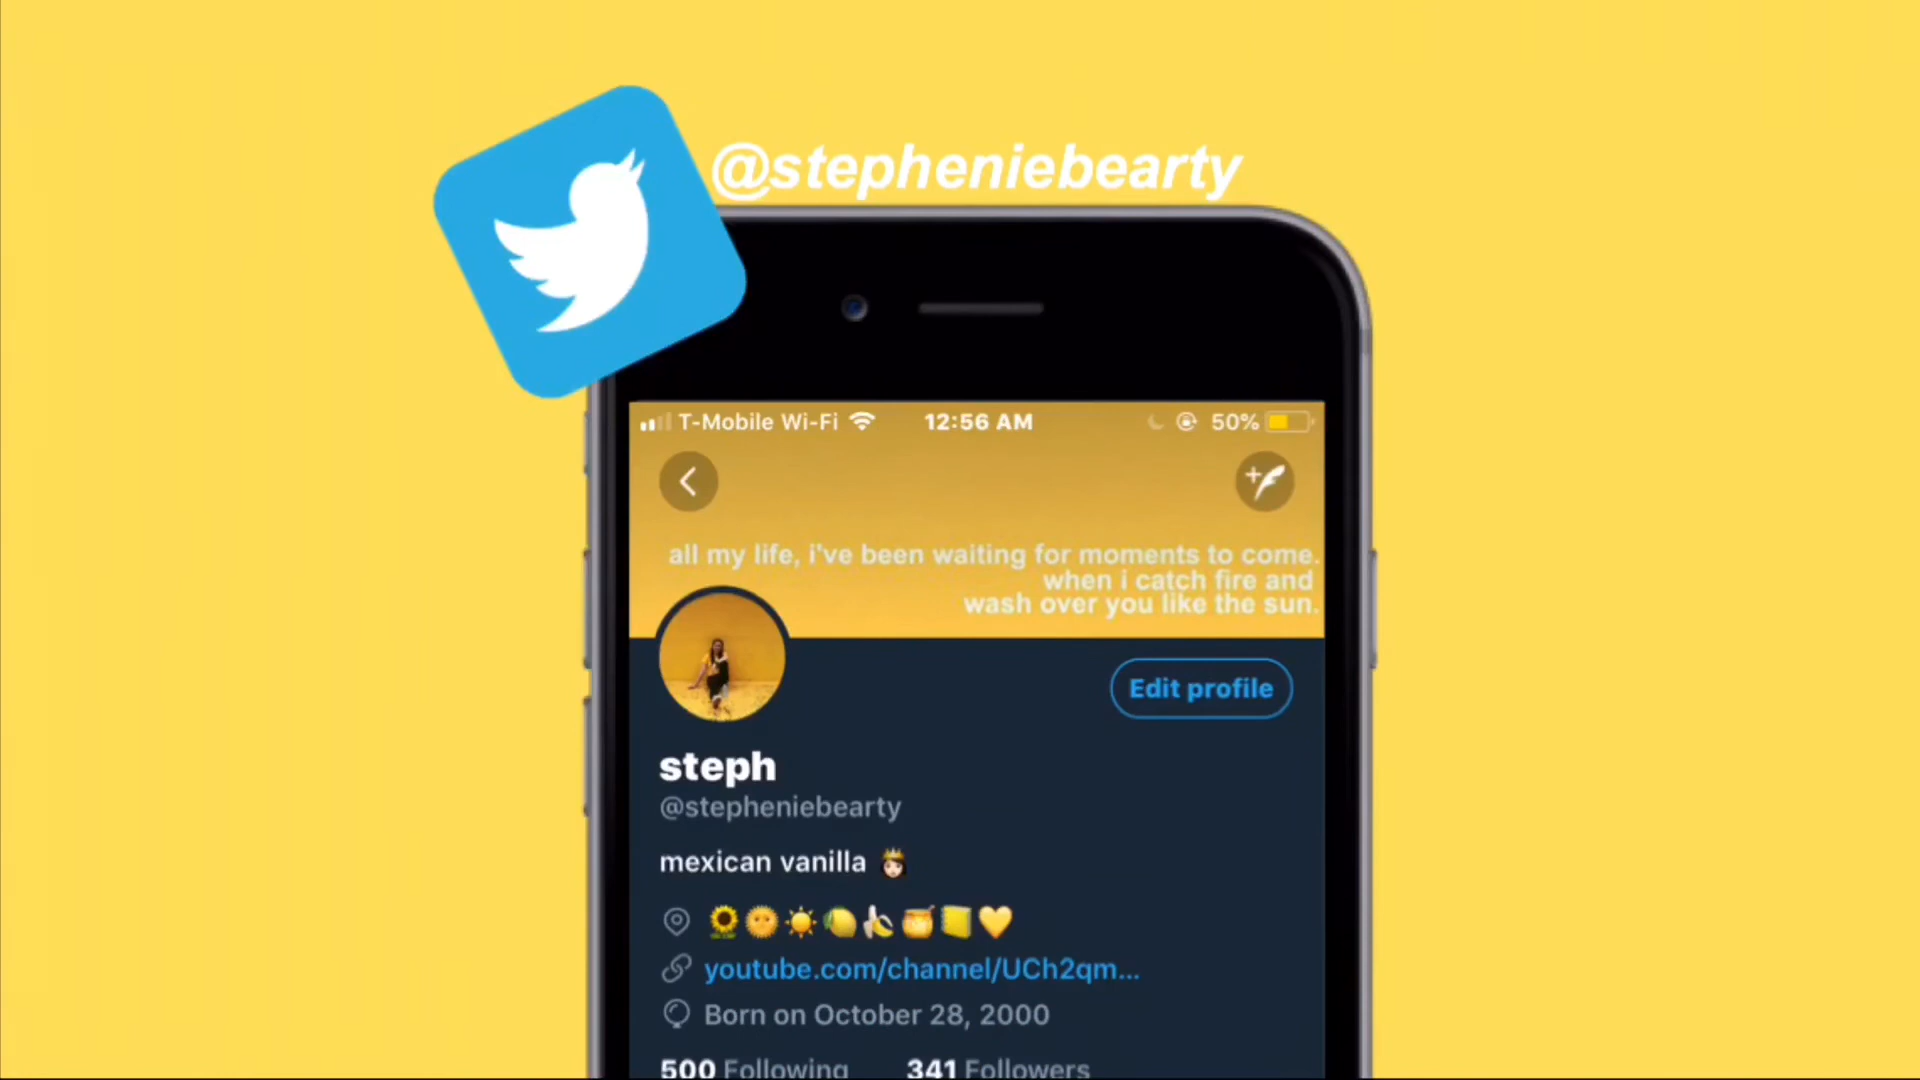 @stepheniebearty
T-Mobile Wi-Fi 12:56 AM 50%
all my life, i've been waiting for moments to come.
when i catch fire and
wash over you like the sun.
Edit profile
steph
@stepheniebearty
mexican vanilla 👸🏻
🌻🌞☀️🍋🍌🍯📒💛
youtube.com/channel/UCh2qm...
Born on October 28, 2000
500 Following 341 Followers